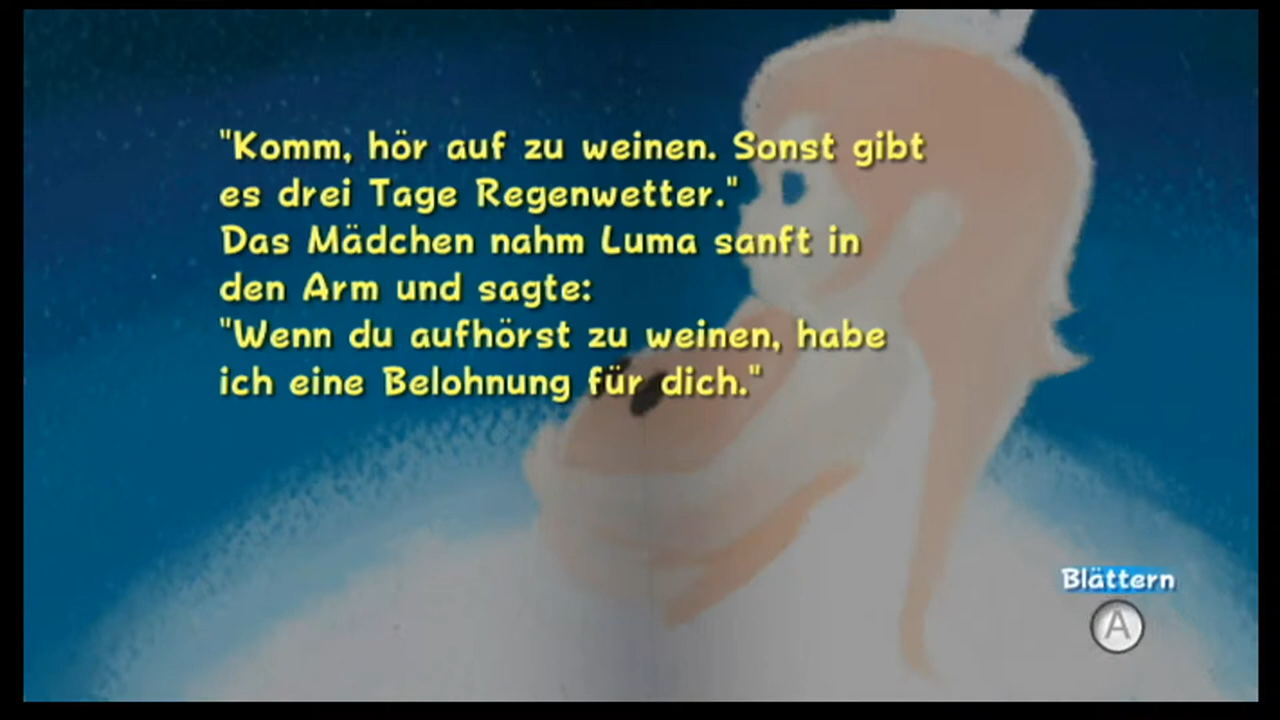 "Komm, hör auf zu weinen. Sonst gibt
es drei Tage Regenwetter."
Das Mädchen nahm Luma sanft in
den Arm und sagte:
"Wenn du aufhörst zu weinen, habe
ich eine Belohnung für dich."
Blättern
A